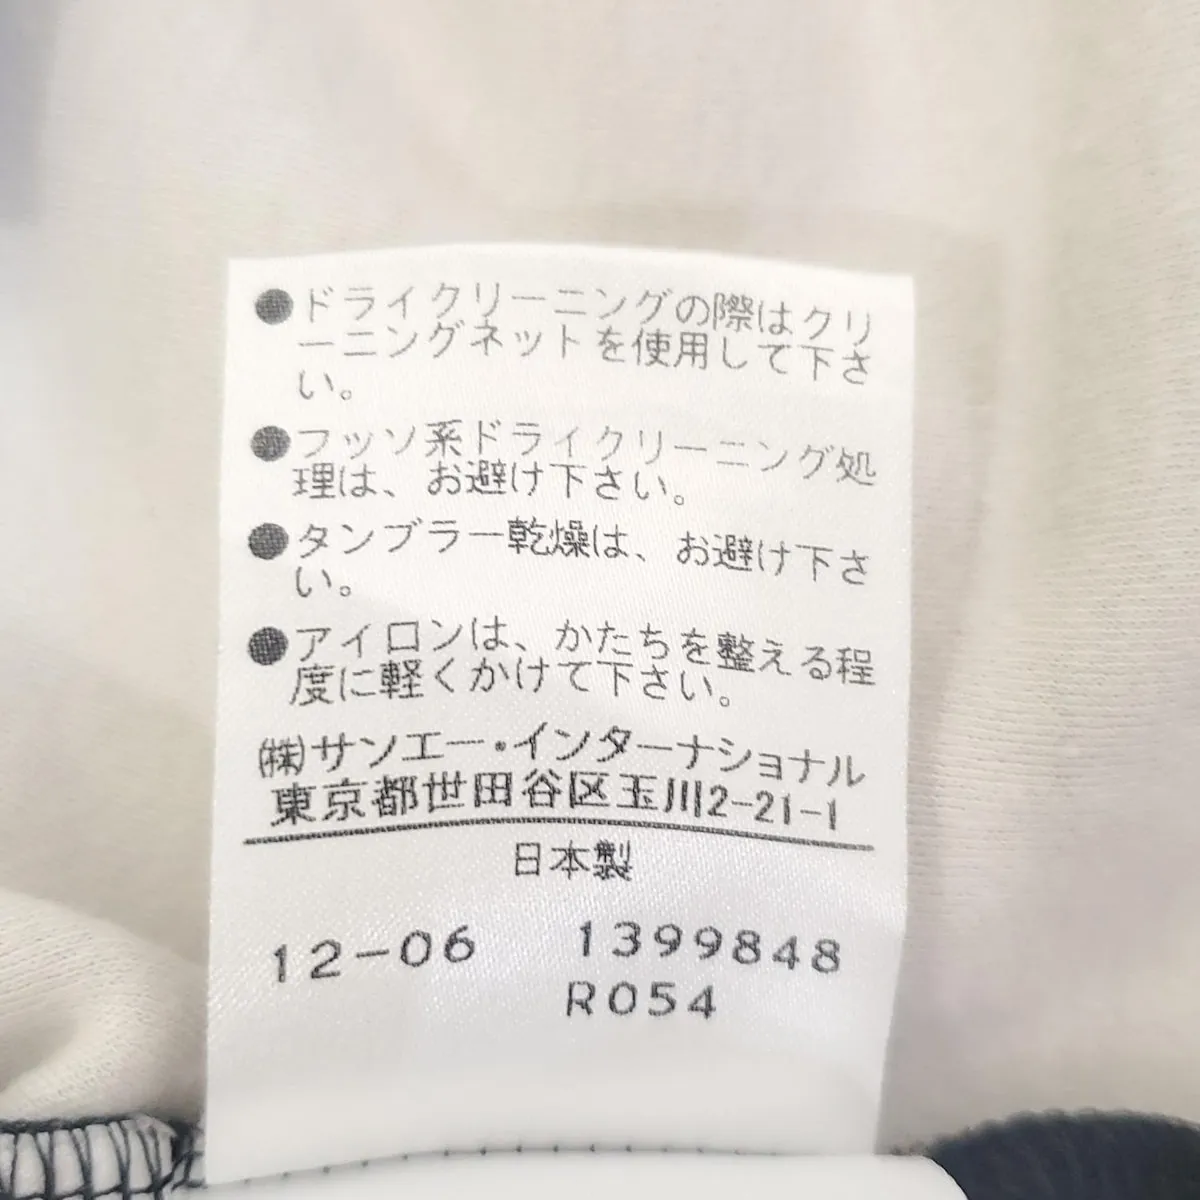 ●ドライクリーニングの際はクリ
ーニングネットを使用して下さ
い。
●フッソ系ドライクリーニング処
理は、お避け下さい。
●タンブラー乾燥は、お避け下さ
い。
●アイロンは、かたちを整える程
度に軽くかけて下さい。
㈱サンエー・インターナショナル
東京都世田谷区玉川2-21-1
日本製
12-06 1399848
R054